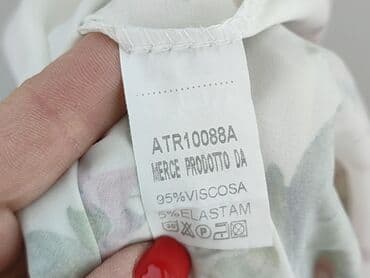 ATR10088A
MERCE PRODOTTO DA
95%VISCOSA
5%ELASTAM